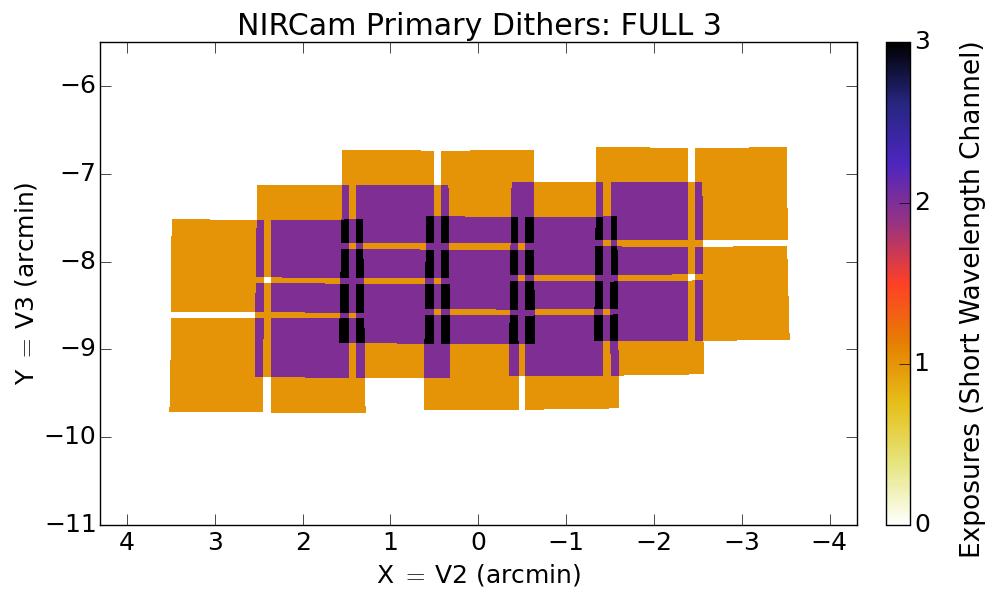 NIRCam Primary Dithers: FULL 3
−6
−7
−8
−9
−10
−11
Y = V3 (arcmin)
4 3 2 1 0 −1 −2 −3 −4
X = V2 (arcmin)
3
2
1
0
Exposures (Short Wavelength Channel)